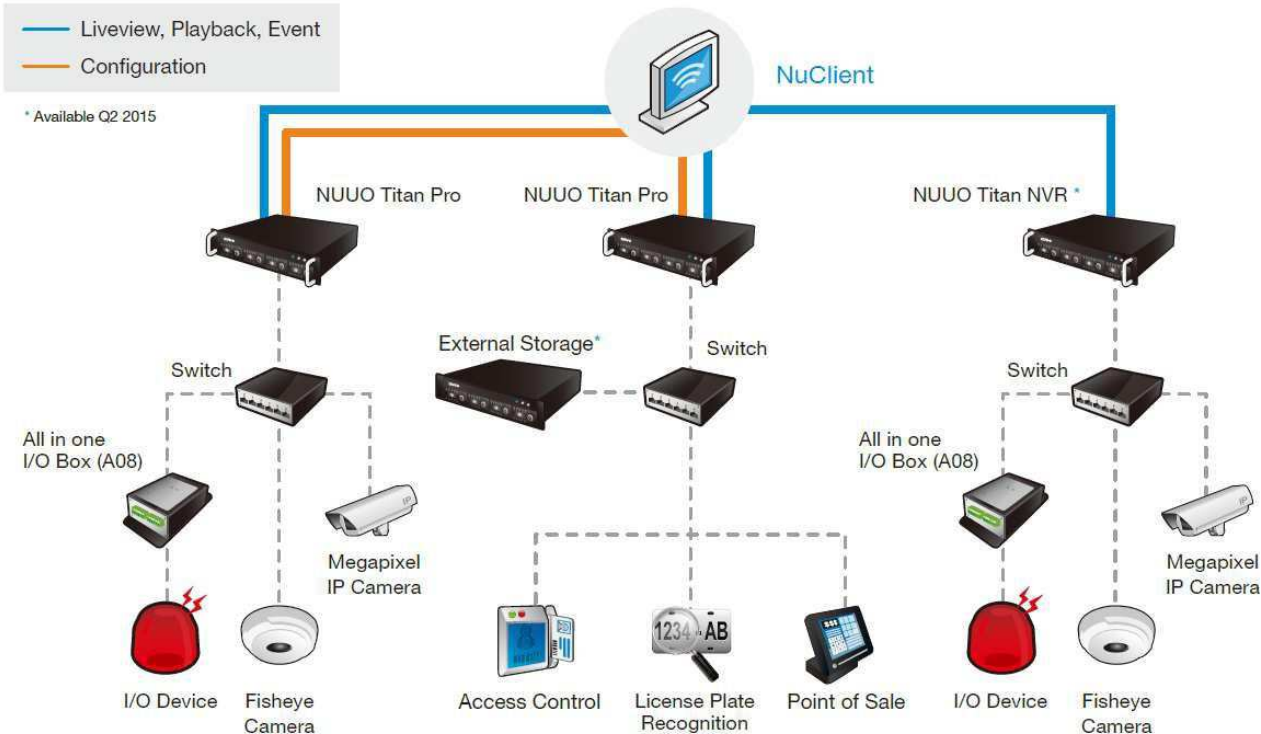 Liveview, Playback, Event
Configuration
* Available Q2 2015
NuClient
NUUO Titan Pro
NUUO Titan Pro
NUUO Titan NVR *
External Storage*
Switch
Switch
Switch
All in one
I/O Box (A08)
All in one
I/O Box (A08)
IP
IP
Megapixel
IP Camera
Megapixel
IP Camera
1234 - AB
I/O Device
Fisheye
Camera
Access Control
License Plate
Recognition
Point of Sale
I/O Device
Fisheye
Camera